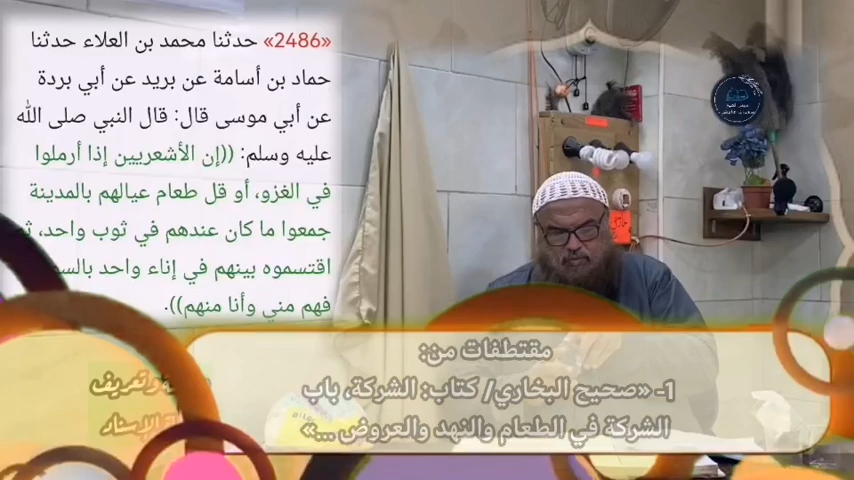 «2486» حدثنا محمد بن العلاء حدثنا
حماد بن أسامة عن بريد عن أبي بردة
عن أبي موسى قال: قال النبي صلى الله
عليه وسلم: ((إن الأشعريين إذا أرملوا
في الغزو، أو قل طعام عيالهم بالمدينة
جمعوا ما كان عندهم في ثوب واحد،
اقتسموه بينهم في إناء واحد
فهم مني وأنا منهم)).
مقتطفات من:
1- «صحيح البخاري/ كتاب: الشركة، باب
الشركة في الطعام والنهد والعروض ...»
تعريف
الإسناد